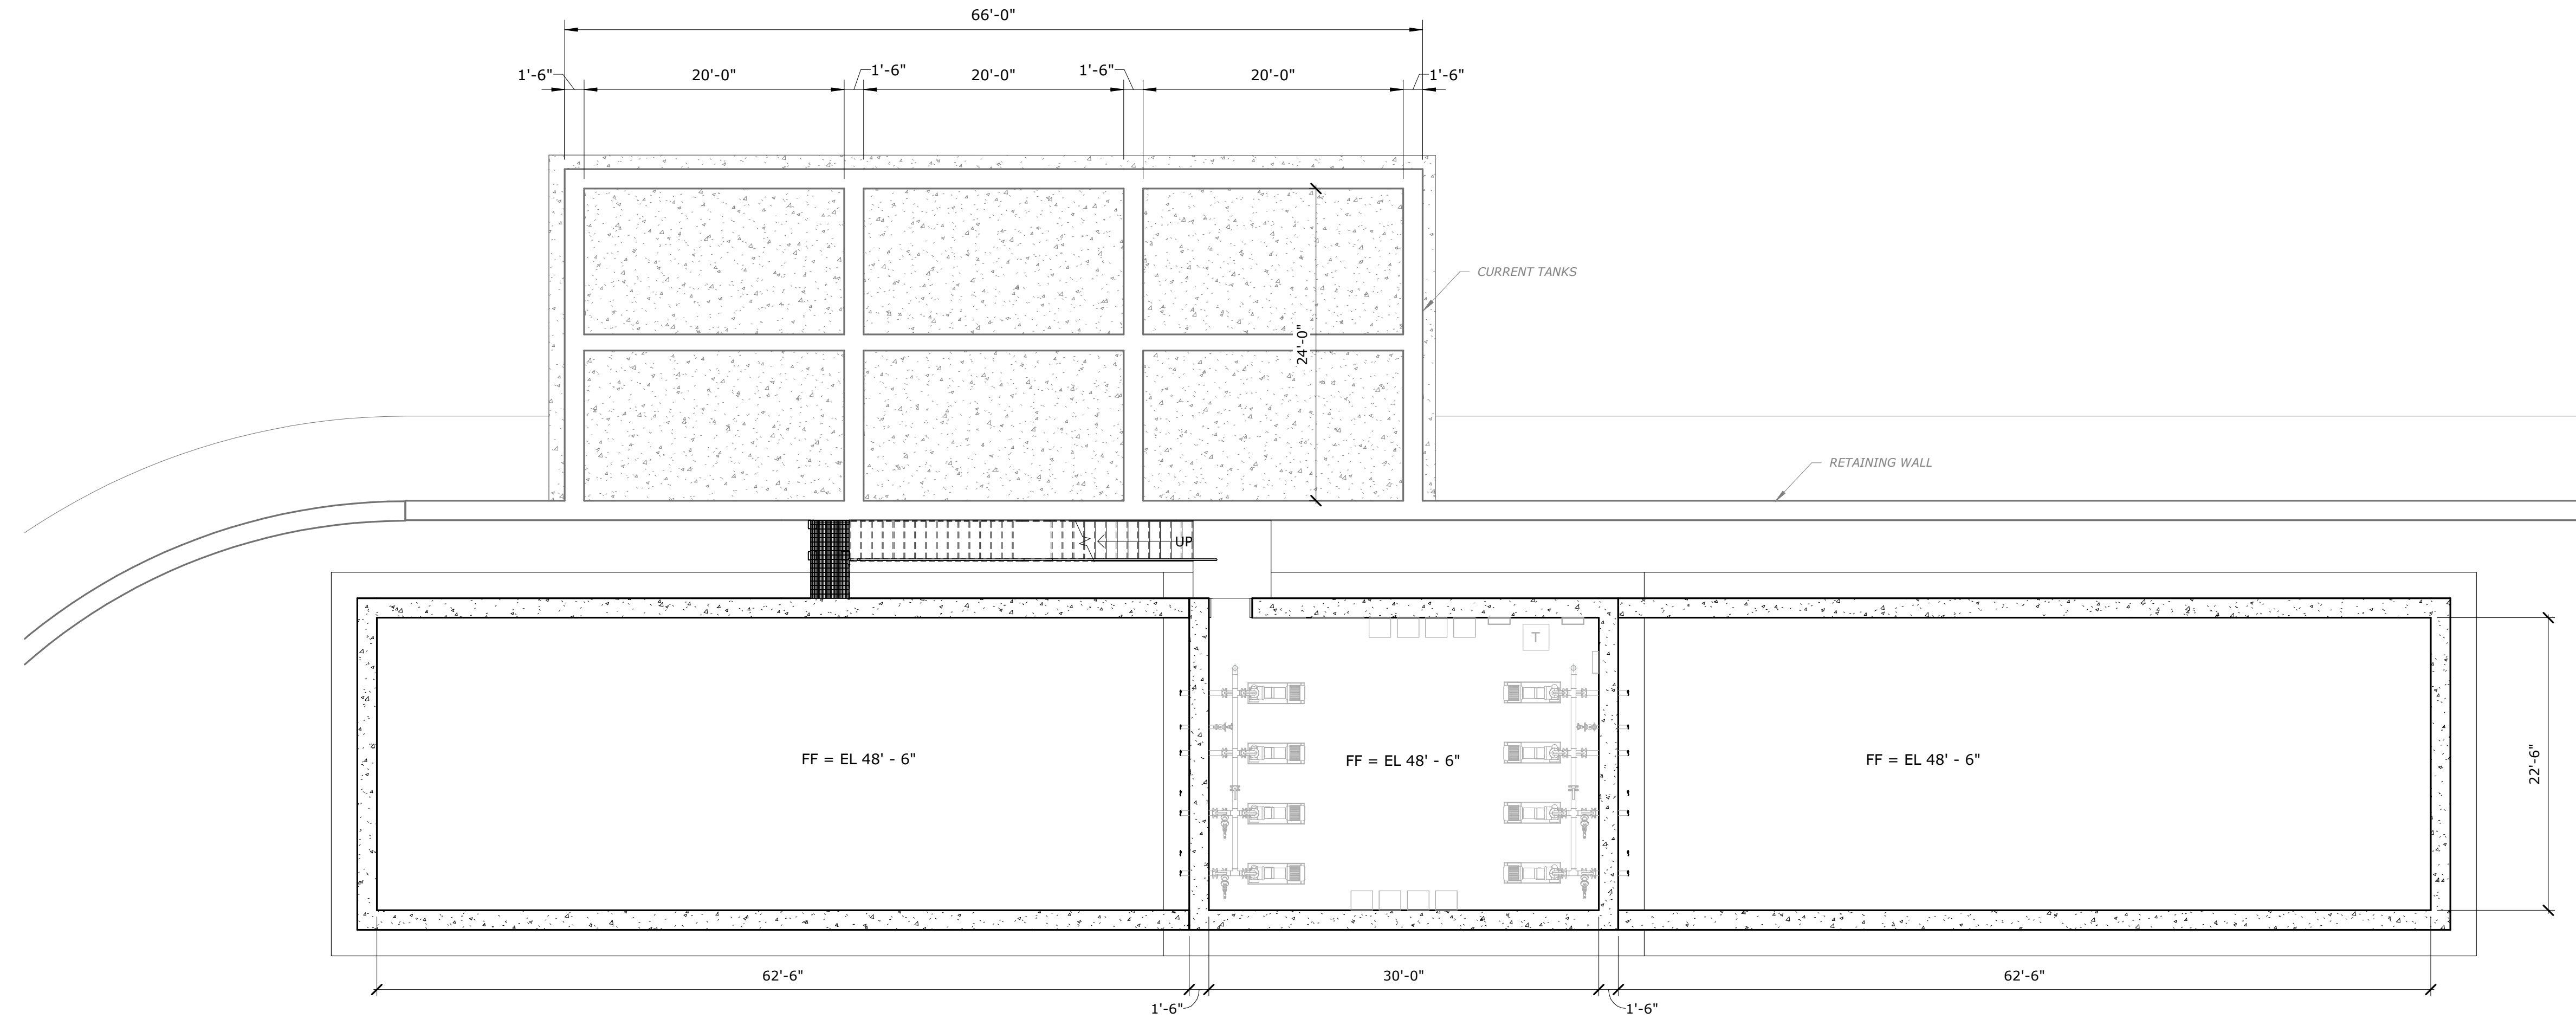 66'-0"
1'-6"
20'-0"
1'-6"
20'-0"
1'-6"
20'-0"
1'-6"
CURRENT TANKS
24'-0"
RETAINING WALL
UP
T
FF = EL 48' - 6"
FF = EL 48' - 6"
FF = EL 48' - 6"
22'-6"
62'-6"
30'-0"
62'-6"
1'-6"
1'-6"